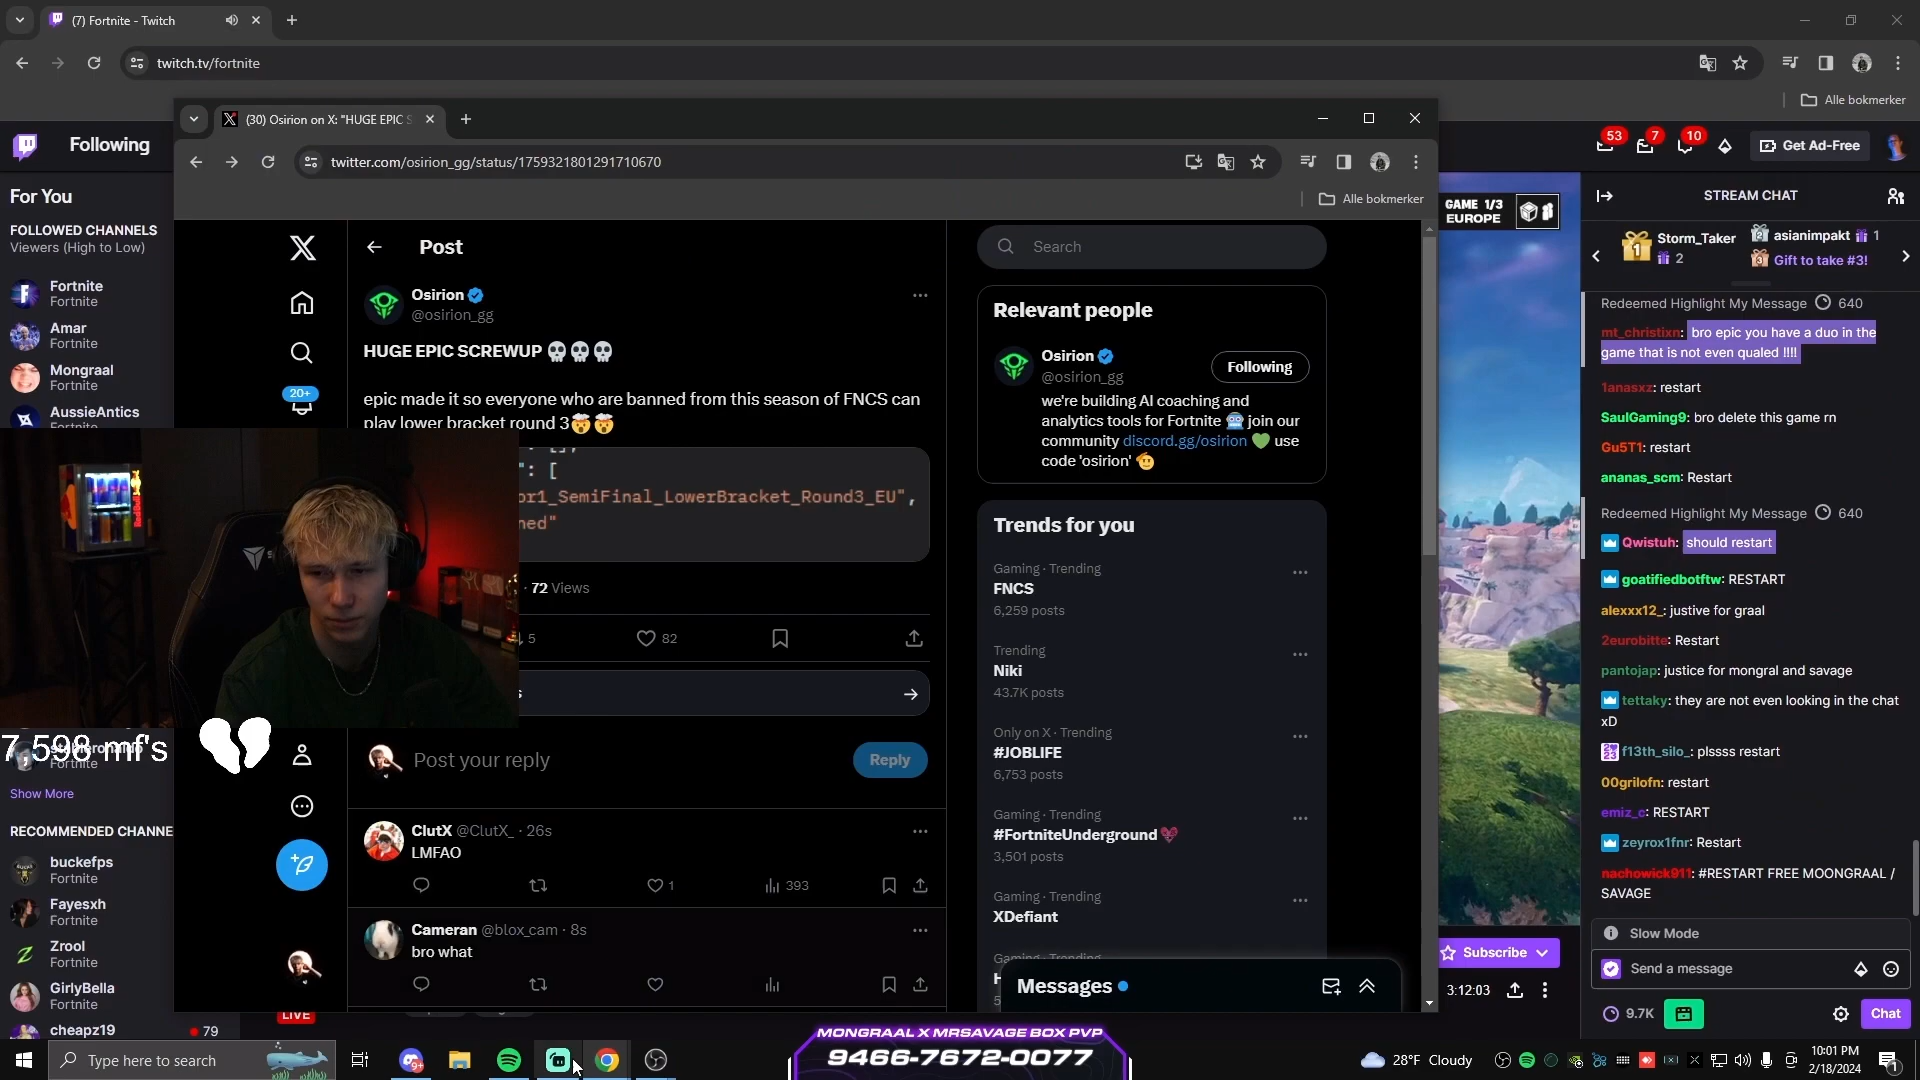 (7) Fortnite - Twitch
twitch.tv/fortnite
Alle bokmerker
(30) Osirion on X: "HUGE EPIC S
twitter.com/osirion_gg/status/1759321801291710670
Alle bokmerker
Following
53
7
10
Get Ad-Free
For You
FOLLOWED CHANNELS
Viewers (High to Low)
Fortnite
Fortnite
Amar
Fortnite
Mongraal
Fortnite
AussieAntics
Fortnite
Fortnite
Show More
RECOMMENDED CHANNE
buckefps
Fortnite
Fayesxh
Fortnite
Zrool
Fortnite
GirlyBella
Fortnite
cheapz19
79
7,598 mf's
20+
Post
Osirion
@osirion_gg
HUGE EPIC SCREWUP 💀💀💀
epic made it so everyone who are banned from this season of FNCS can
play lower bracket round 3🤯🤯
": [
or1_SemiFinal_LowerBracket_Round3_EU",
ned"
· 72 Views
5
82
Post your reply
Reply
ClutX @ClutX_ · 26s
LMFAO
1
393
Cameran @blox_cam · 8s
bro what
LIVE
Search
Relevant people
Osirion
@osirion_gg
Following
we're building AI coaching and
analytics tools for Fortnite 🥶 join our
community discord.gg/osirion 💚 use
code 'osirion' 🫡
Trends for you
Gaming · Trending
FNCS
6,259 posts
Trending
Niki
43.7K posts
Only on X · Trending
#JOBLIFE
6,753 posts
Gaming · Trending
#FortniteUnderground
3,501 posts
Gaming · Trending
XDefiant
Messages
GAME 1/3
EUROPE
Subscribe
3:12:03
STREAM CHAT
1
Storm_Taker
2
2
asianimpakt
1
3
Gift to take #3!
Redeemed Highlight My Message 640
mt_christixn: bro epic you have a duo in the
game that is not even qualed !!!!
1anasxz: restart
SaulGaming9: bro delete this game rn
Gu5T1: restart
ananas_scm: Restart
Redeemed Highlight My Message 640
Qwistuh: should restart
goatifiedbotftw: RESTART
alexxx12_: justive for graal
2eurobitte: Restart
pantojap: justice for mongral and savage
tettaky: they are not even looking in the chat
xD
f13th_silo_: plssss restart
00grilofn: restart
emiz_c: RESTART
zeyrox1fnr: Restart
nachowick911: #RESTART FREE MOONGRAAL /
SAVAGE
Slow Mode
Send a message
9.7K
Chat
MONGRAAL X MRSAVAGE BOX PVP
9466-7672-0077
Type here to search
28°F Cloudy
10:01 PM
2/18/2024
1